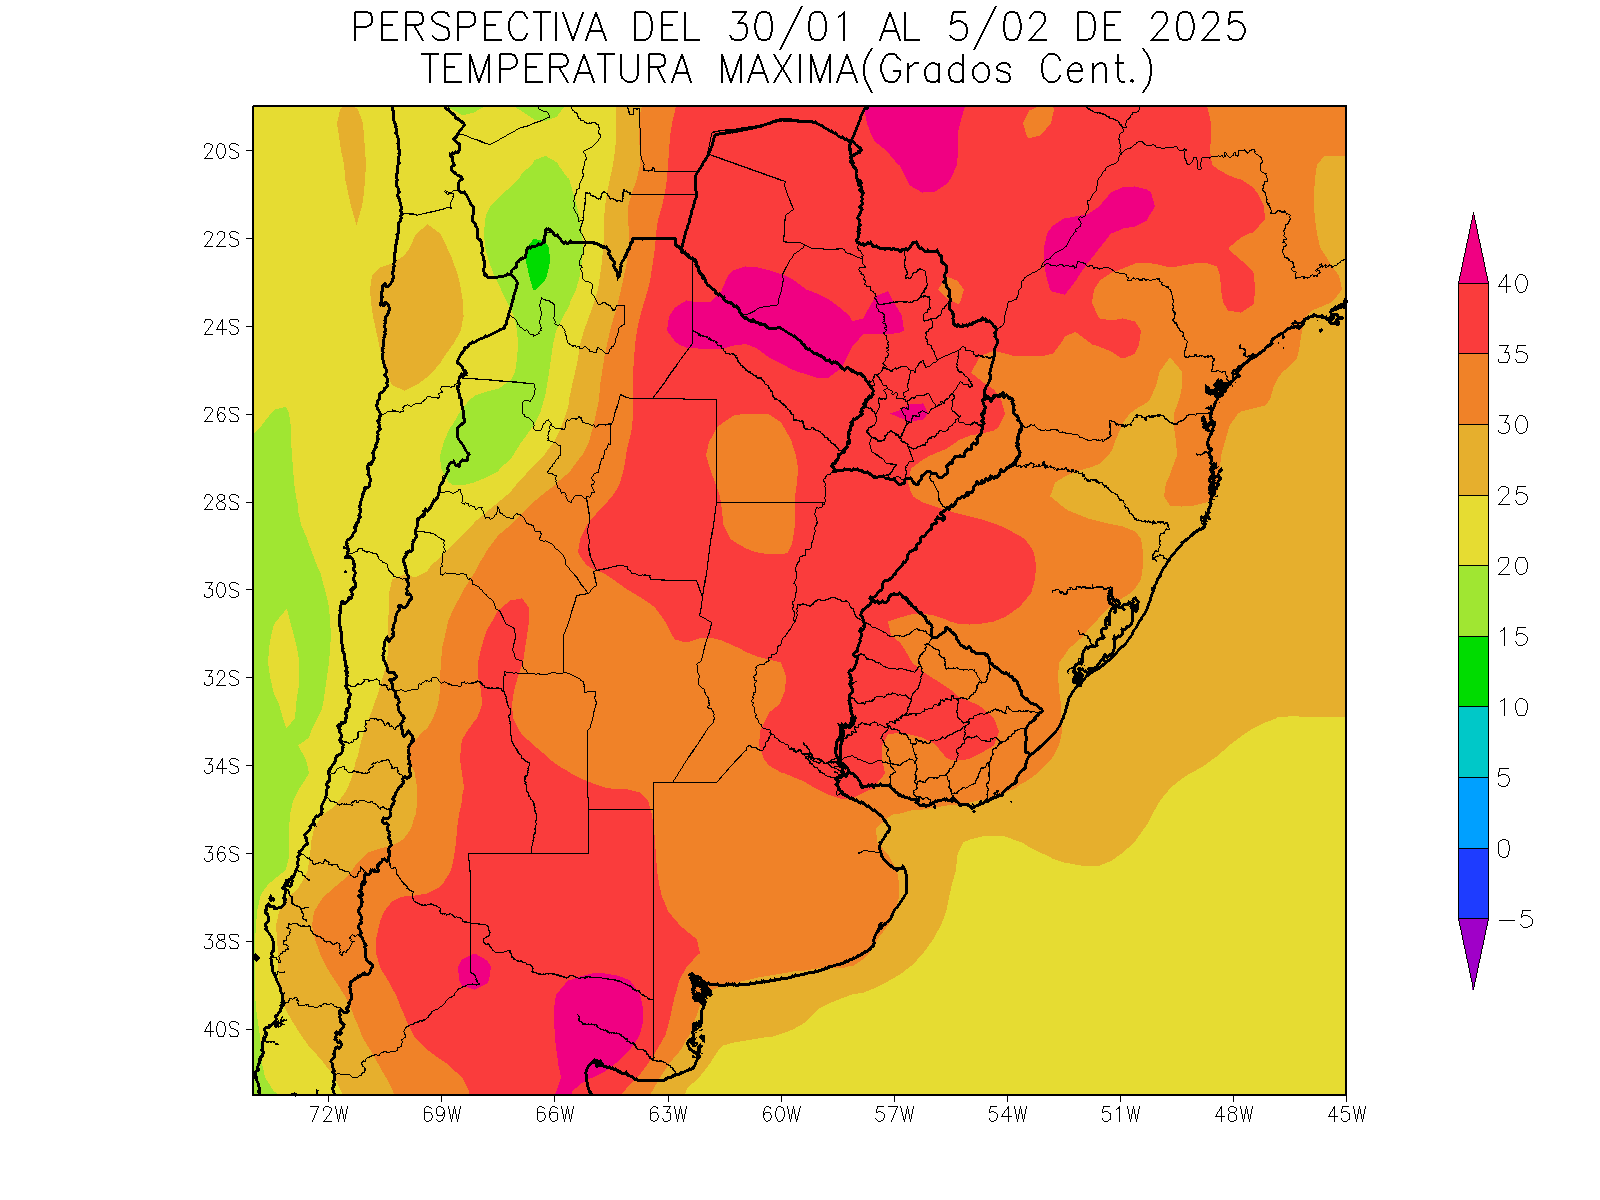 PERSPECTIVA DEL 30/01 AL 5/02 DE 2025
TEMPERATURA MAXIMA(Grados Cent.)
20S
22S
24S
26S
28S
30S
32S
34S
36S
38S
40S
72W 69W 66W 63W 60W 57W 54W 51W 48W 45W
40
35
30
25
20
15
10
5
0
−5